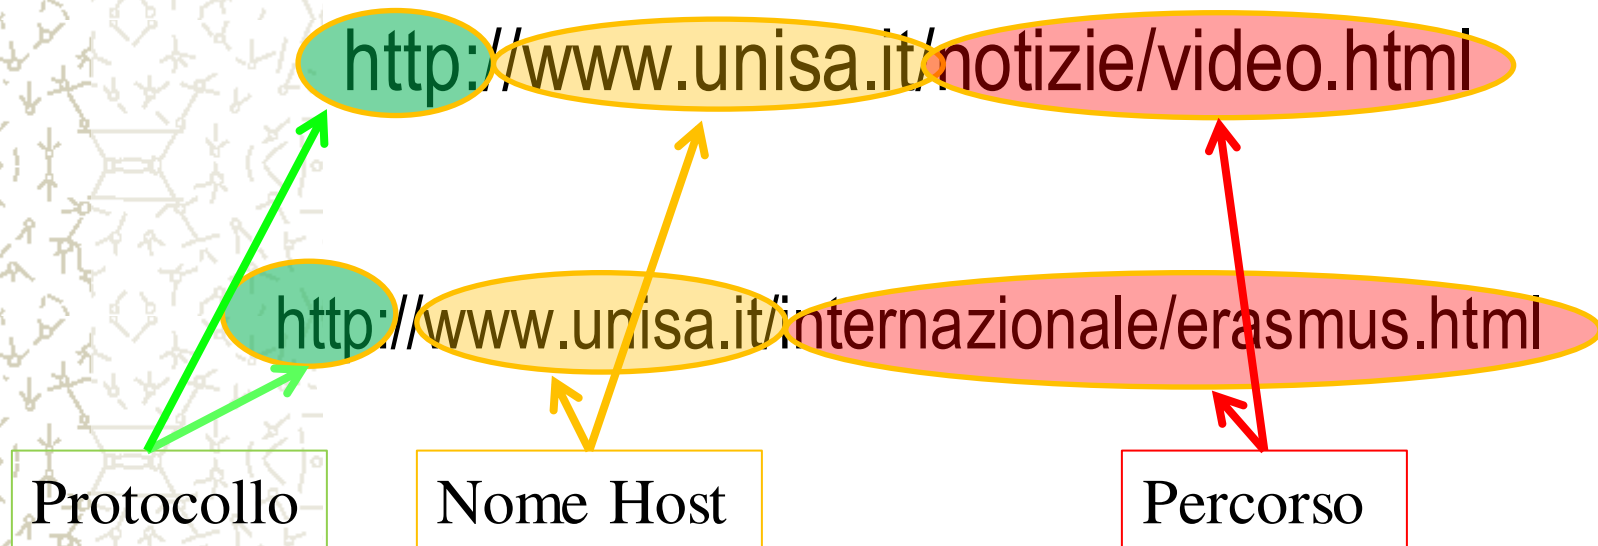 http://www.unisa.it/notizie/video.html
http://www.unisa.it/internazionale/erasmus.html
Protocollo
Nome Host
Percorso